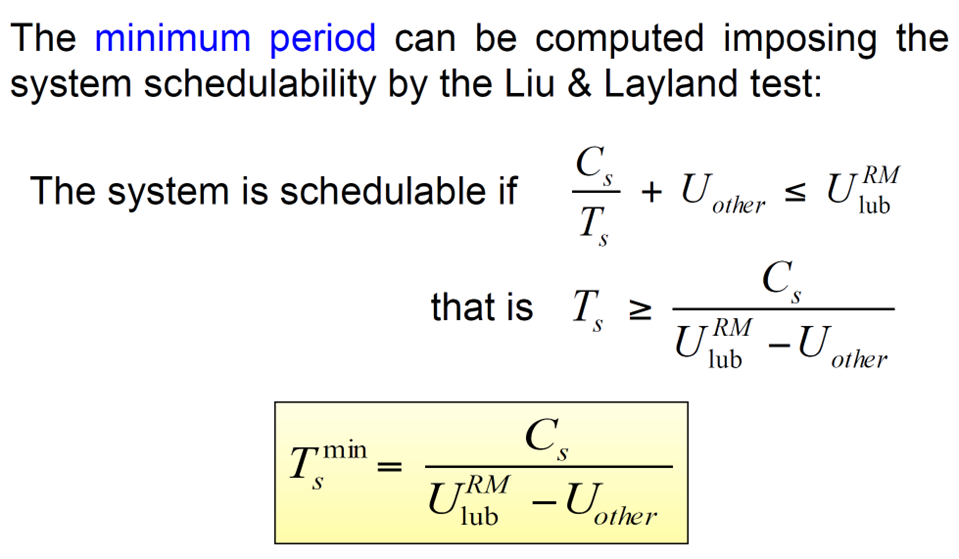 The minimum period can be computed imposing the
system schedulability by the Liu & Layland test:
The system is schedulable if $\frac{C_s}{T_s} + U_{other} \leq U_{\text{lub}}^{RM}$
that is $T_s \geq \frac{C_s}{U_{\text{lub}}^{RM} - U_{other}}$
$T_s^{\min} = \frac{C_s}{U_{\text{lub}}^{RM} - U_{other}}$